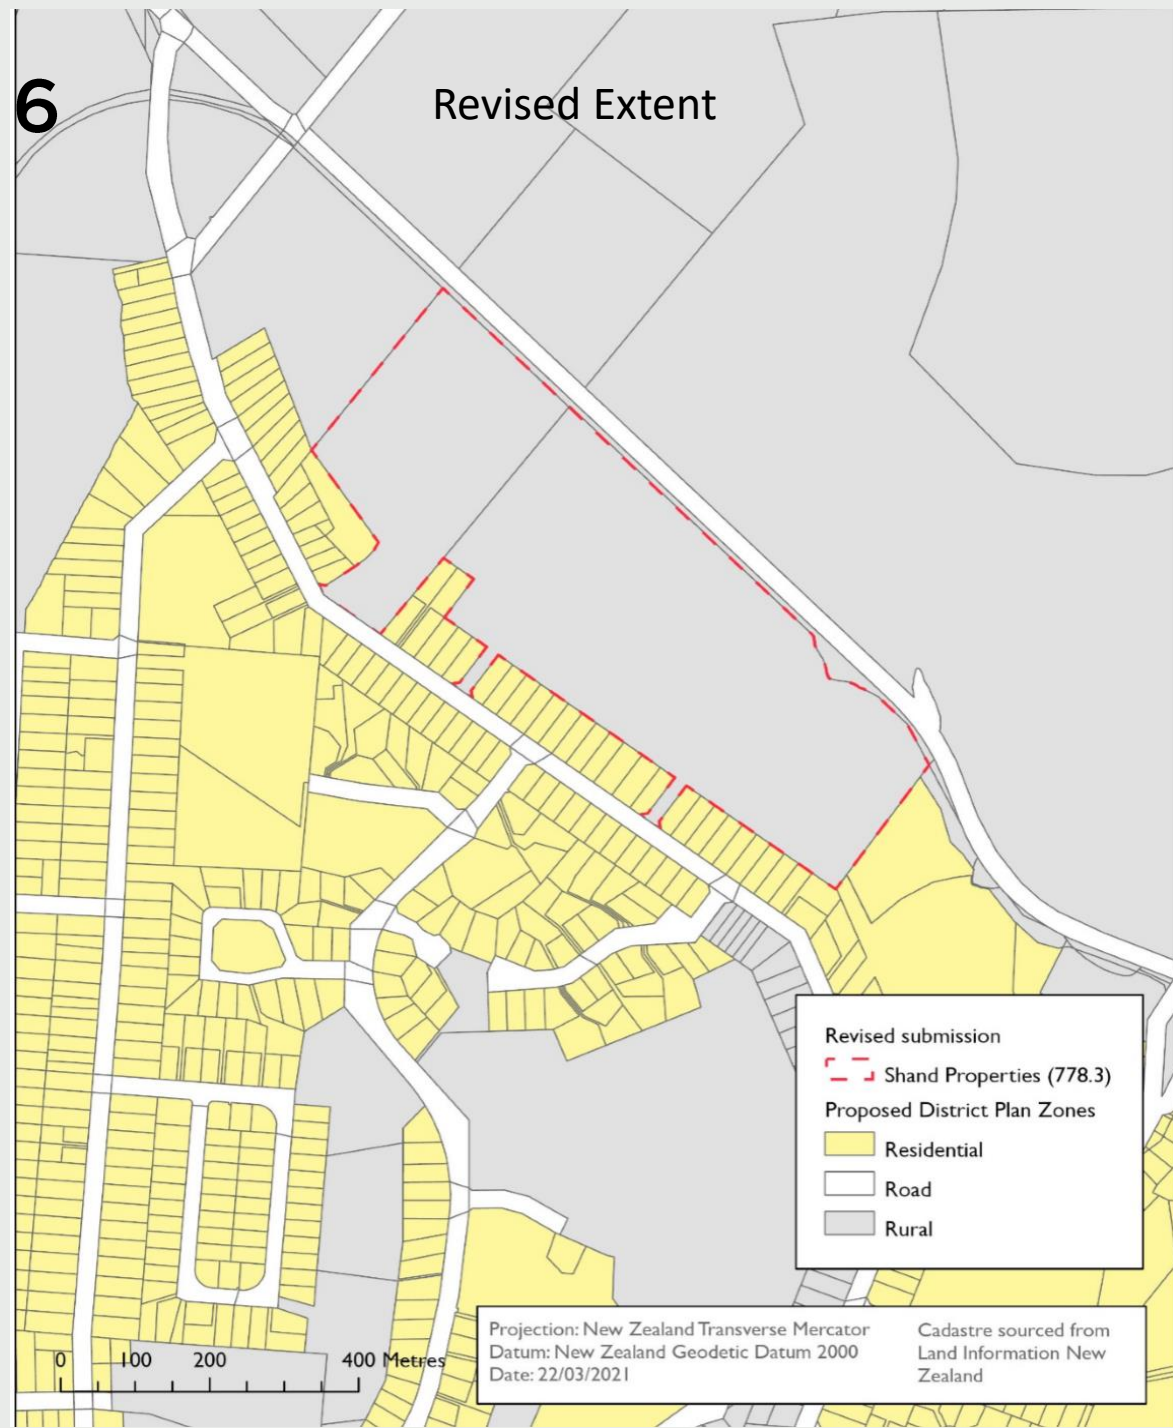 6
Revised Extent
Revised submission
Shand Properties (778.3)
Proposed District Plan Zones
Residential
Road
Rural
Projection: New Zealand Transverse Mercator
Datum: New Zealand Geodetic Datum 2000
Date: 22/03/2021
Cadastre sourced from
Land Information New
Zealand
0 100 200 400 Metres